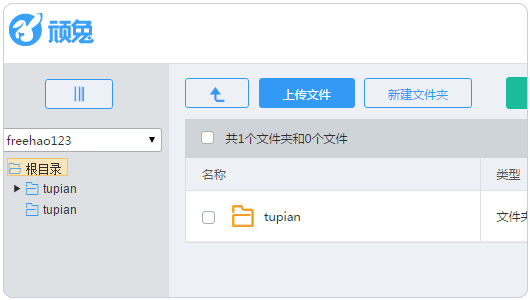 顽兔
上传文件
新建文件夹
freehao123
共1个文件夹和0个文件
根目录
名称
类型
tupian
tupian
tupian
文件夹